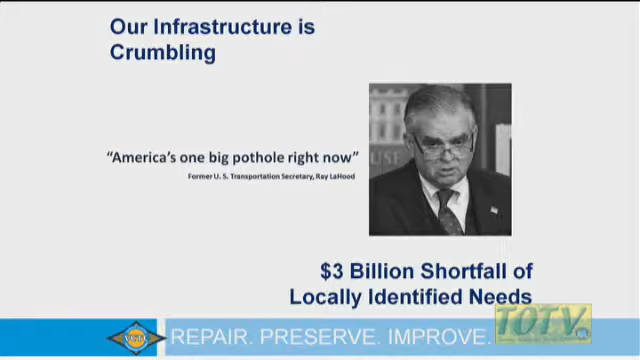 Our Infrastructure is
Crumbling
“America’s one big pothole right now”
Former U. S. Transportation Secretary, Ray LaHood
$3 Billion Shortfall of
Locally Identified Needs
REPAIR. PRESERVE. IMPROVE.
TOTV